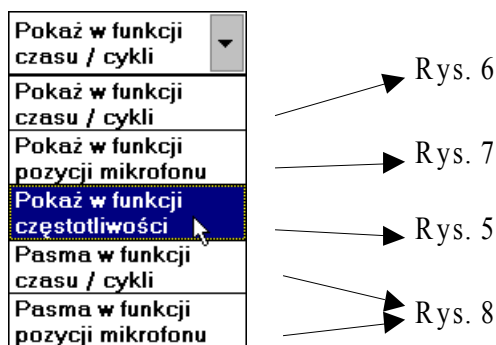 Pokaż w funkcji
czasu / cykli
Pokaż w funkcji
czasu / cykli
Pokaż w funkcji
pozycji mikrofonu
Pokaż w funkcji
częstotliwości
Pasma w funkcji
czasu / cykli
Pasma w funkcji
pozycji mikrofonu
Rys. 6
Rys. 7
Rys. 5
Rys. 8